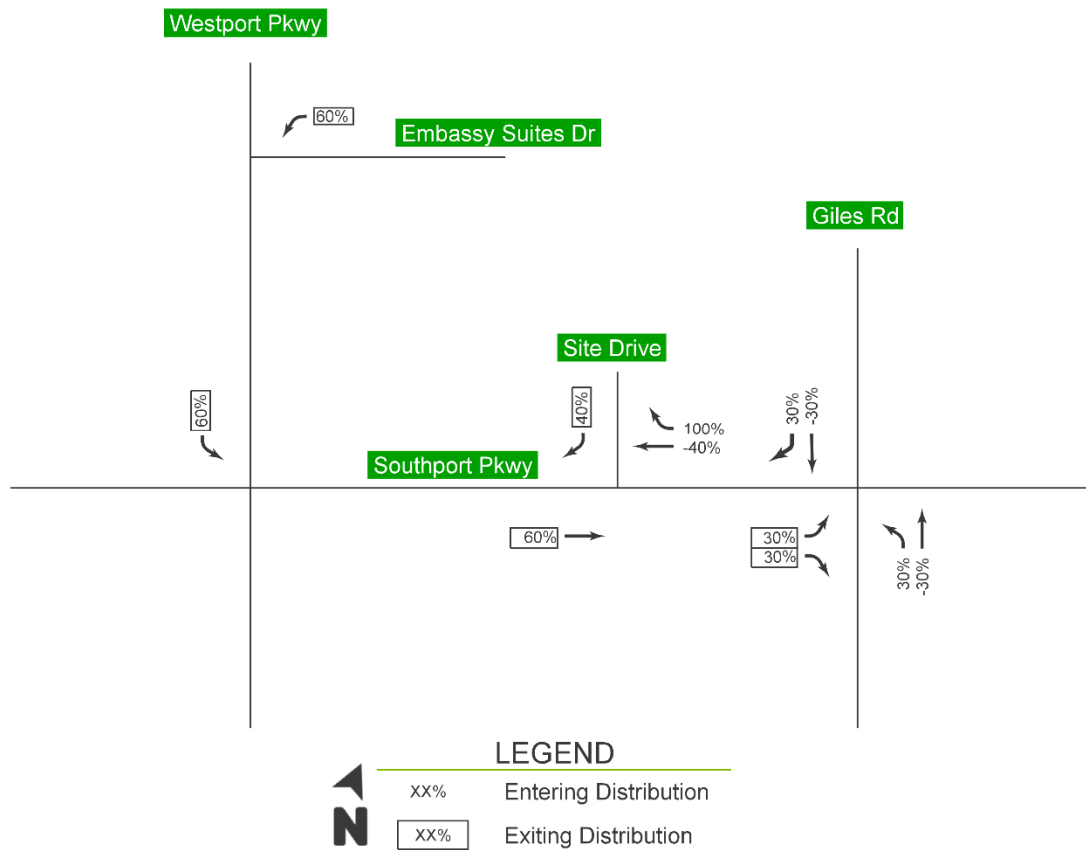 Westport Pkwy
60%
Embassy Suites Dr
Giles Rd
Site Drive
60%
40%
100%
-40%
30%
-30%
Southport Pkwy
60%
30%
30%
30%
-30%
LEGEND
XX% Entering Distribution
N
XX% Exiting Distribution